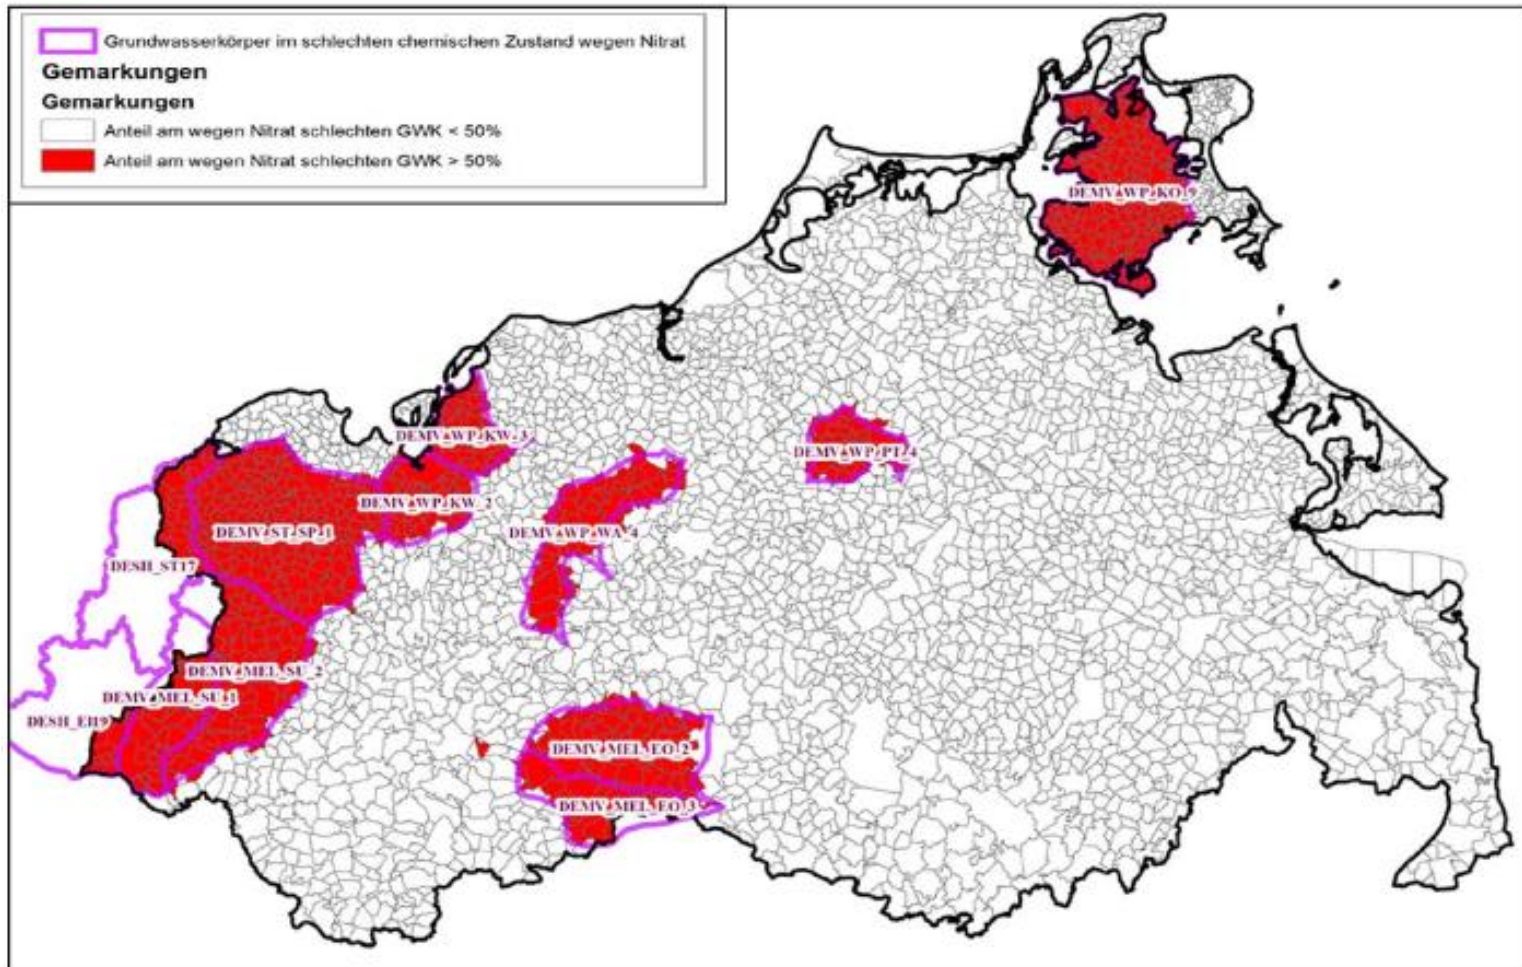 Grundwasserkörper im schlechten chemischen Zustand wegen Nitrat
Gemarkungen
Gemarkungen
Anteil am wegen Nitrat schlechten GWK < 50%
Anteil am wegen Nitrat schlechten GWK > 50%
DEMV_WP_KO_9
DEMV_WP_KW_3
DEMV_WP_PT_4
DEMV_WP_KW_2
DEMV_ST_SP_1
DEMV_WP_WA_4
DESH_ST17
DEMV_MEL_SU_2
DEMV_MEL_SU_1
DESH_EI19
DEMV_MEL_EO_2
DEMV_MEL_EO_3